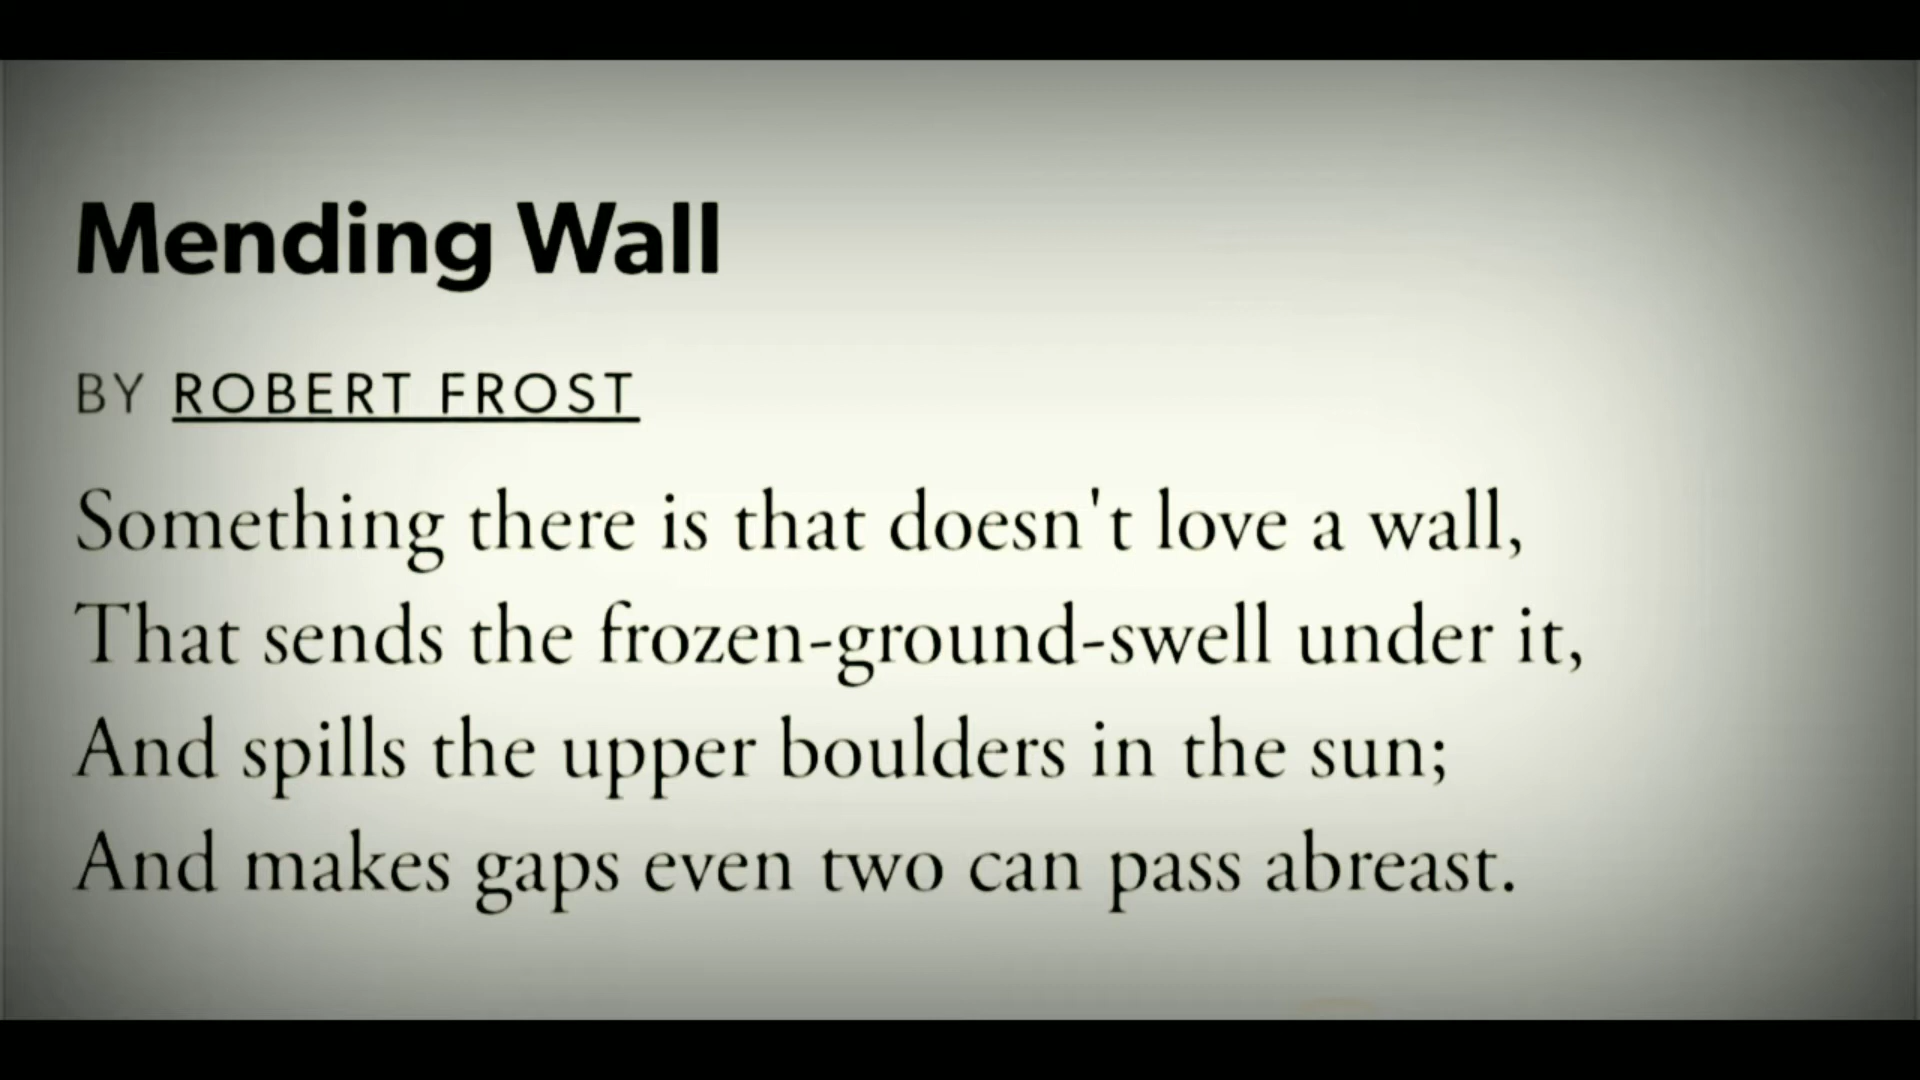 Mending Wall
BY ROBERT FROST
Something there is that doesn't love a wall,
That sends the frozen-ground-swell under it,
And spills the upper boulders in the sun;
And makes gaps even two can pass abreast.